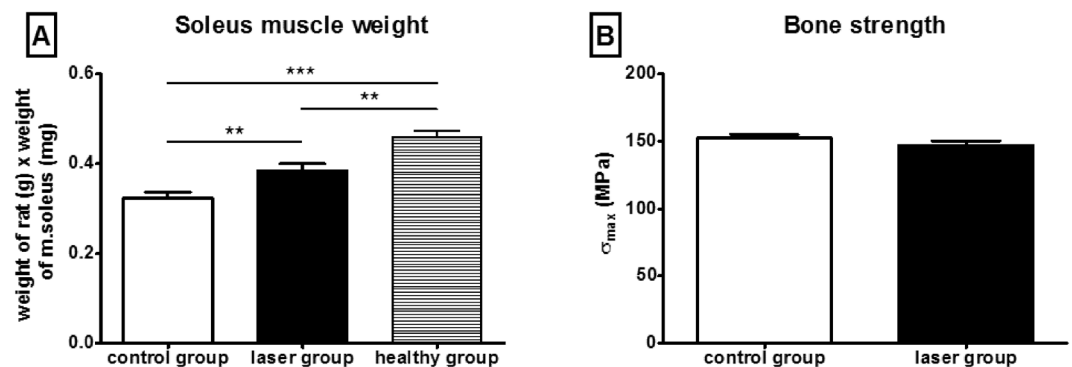 A
Soleus muscle weight
weight of rat (g) x weight
of m.soleus (mg)
0.6
0.4
0.2
0.0
***
**
**
control group
laser group
healthy group
B
Bone strength
σmax (MPa)
200
150
100
50
0
control group
laser group